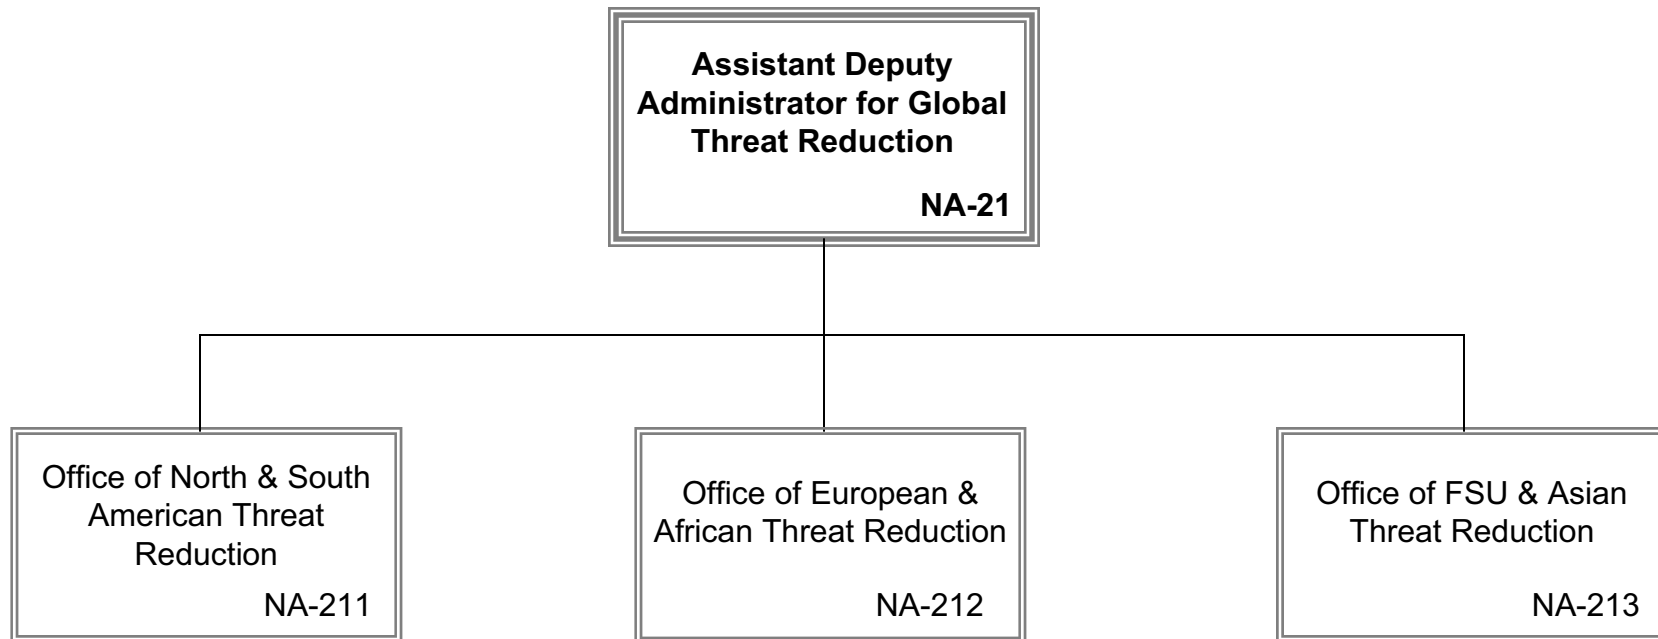 Assistant Deputy
Administrator for Global
Threat Reduction
NA-21
Office of North & South
American Threat
Reduction
NA-211
Office of European &
African Threat Reduction
NA-212
Office of FSU & Asian
Threat Reduction
NA-213